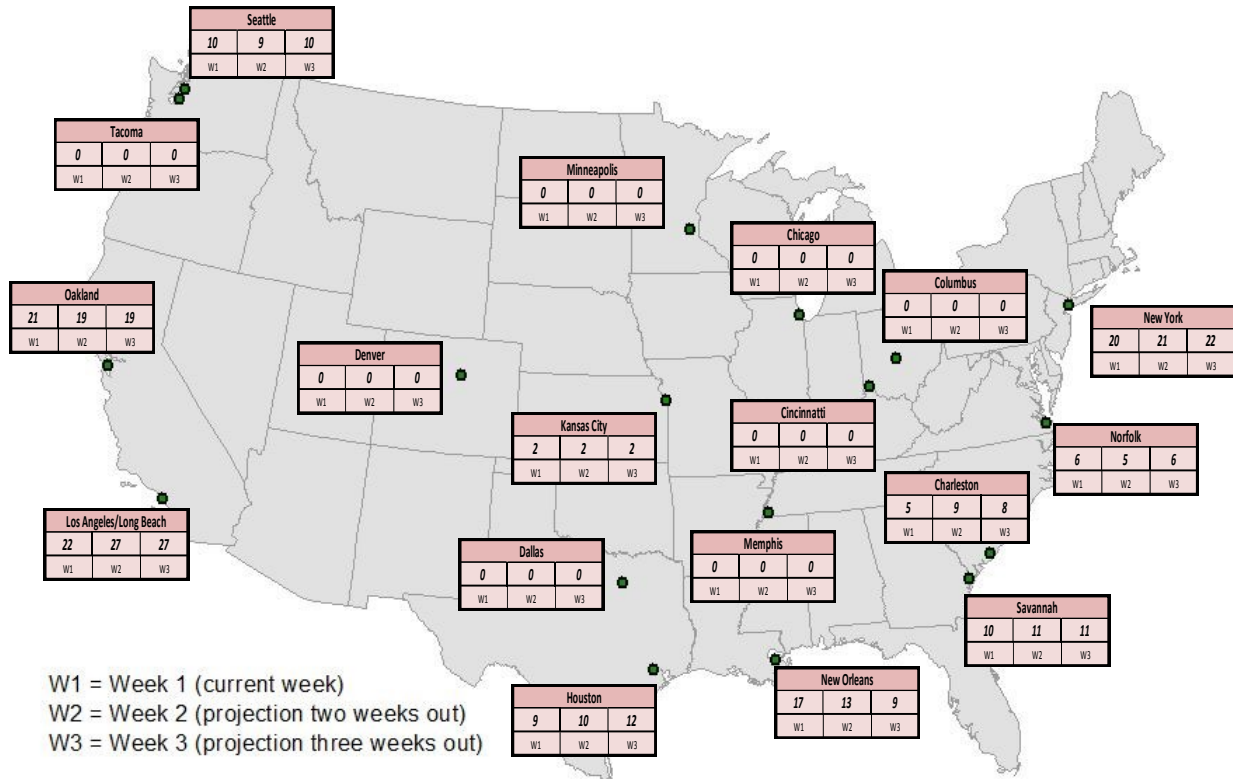 Seattle
10 9 10
W1 W2 W3
Tacoma
0 0 0
W1 W2 W3
Minneapolis
0 0 0
W1 W2 W3
Chicago
0 0 0
W1 W2 W3
Columbus
0 0 0
W1 W2 W3
Oakland
21 19 19
W1 W2 W3
New York
20 21 22
W1 W2 W3
Denver
0 0 0
W1 W2 W3
Kansas City
2 2 2
W1 W2 W3
Cincinnatti
0 0 0
W1 W2 W3
Norfolk
6 5 6
W1 W2 W3
Charleston
5 9 8
W1 W2 W3
Los Angeles/Long Beach
22 27 27
W1 W2 W3
Dallas
0 0 0
W1 W2 W3
Memphis
0 0 0
W1 W2 W3
Savannah
10 11 11
W1 W2 W3
New Orleans
17 13 9
W1 W2 W3
Houston
9 10 12
W1 W2 W3
W1 = Week 1 (current week)
W2 = Week 2 (projection two weeks out)
W3 = Week 3 (projection three weeks out)